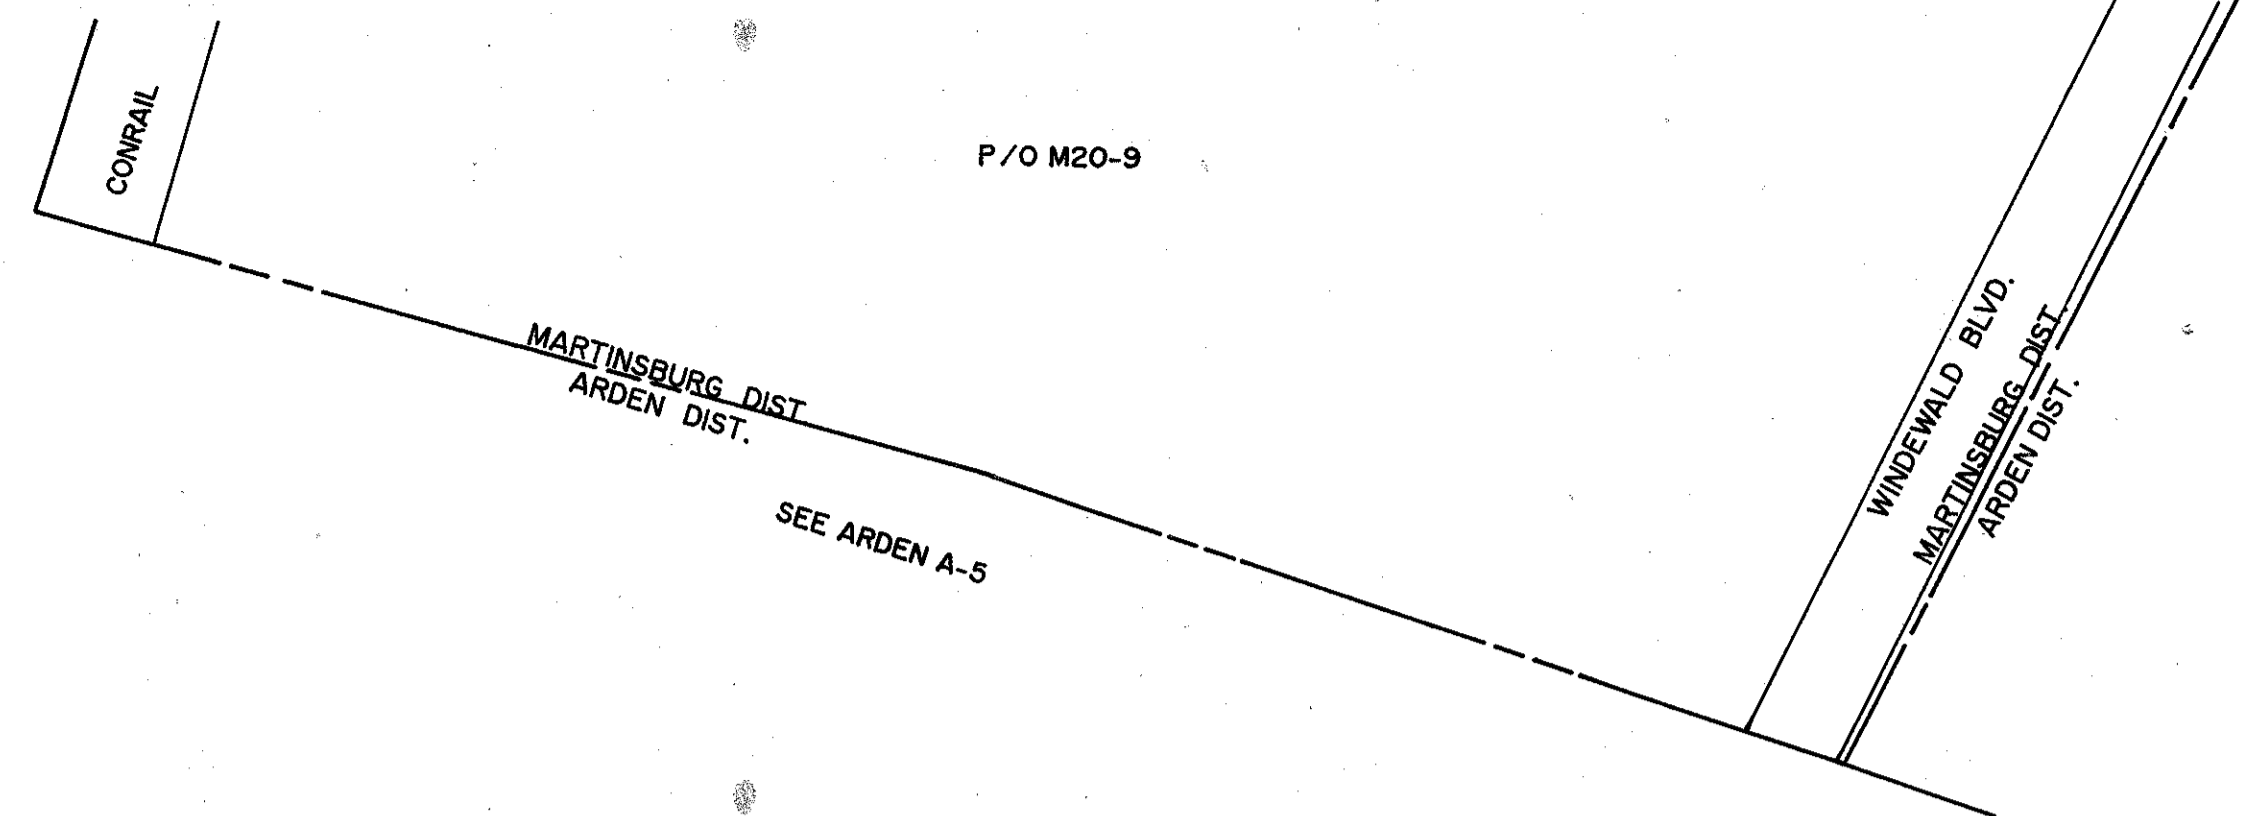 CONRAIL
P/O M20-9
MARTINSBURG DIST.
ARDEN DIST.
SEE ARDEN A-5
WINDEWALD BLVD.
MARTINSBURG DIST.
ARDEN DIST.